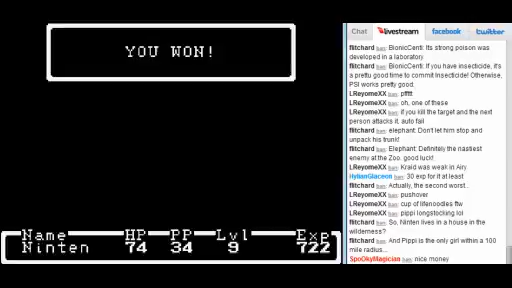 YOU WON!
Name HP PP Lvl Exp
Ninten 74 34 9 722
Chat livestream facebook twitter
flitchard ban: BionicCenti: Its strong poison was
developed in a laboratory
flitchard ban: BionicCenti: If you have insecticide, it's
a pretty good time to commit Insecticide! Otherwise,
PSI works pretty good.
LReyomeXX ban: pffftt
LReyomeXX ban: oh, one of these
LReyomeXX ban: if you kill the target and the next
person attacks it, auto fail
flitchard ban: elephant: Don't let him stop and
unpack his trunk!
flitchard ban: Elephant: Definitely the nastiest
enemy at the Zoo. good luck!
LReyomeXX ban: Kraid was weak in Airy
HylianGlaceon ban: 30 exp for it at least
flitchard ban: Actually, the second worst..
LReyomeXX ban: pushover
LReyomeXX ban: cup of lifenoodles ftw
LReyomeXX ban: pippi longstockling lol
flitchard ban: So, Ninten lives in a house in the
wilderness?
flitchard ban: And Pippi is the only girl within a 100
mile radius...
SpoOkyMagician ban: nice money